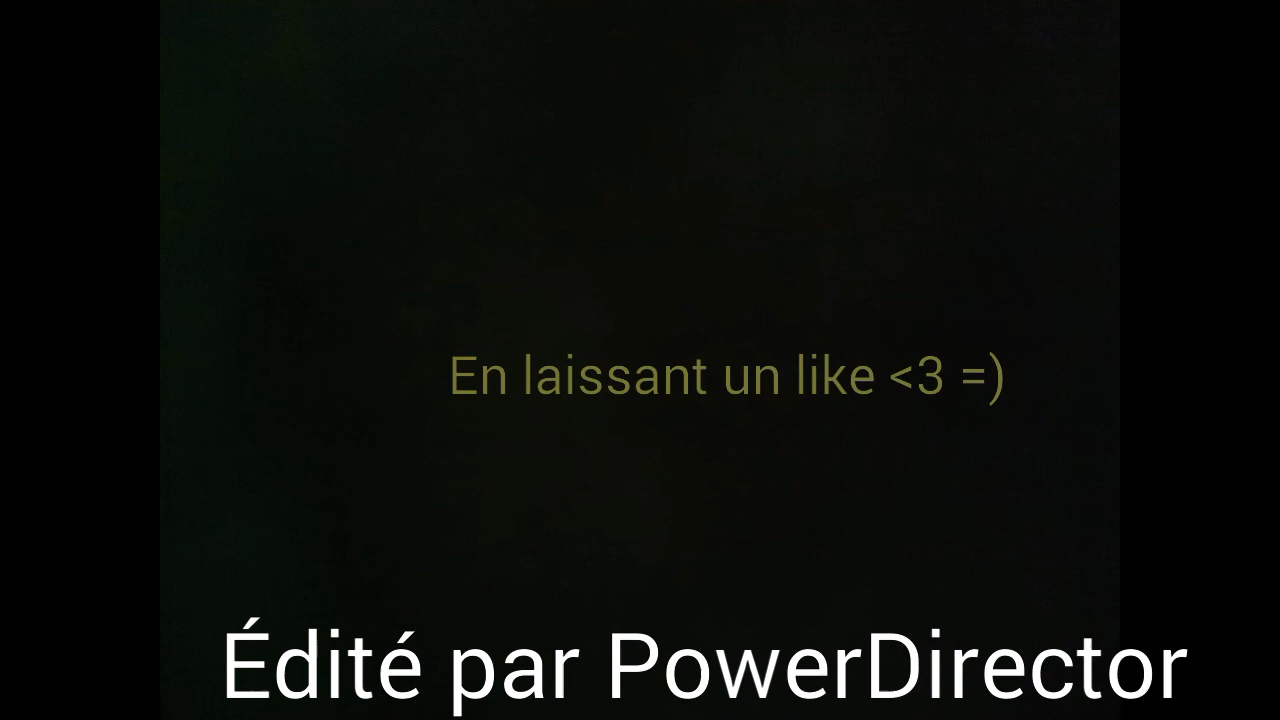 En laissant un like <3 =)
Édité par PowerDirector